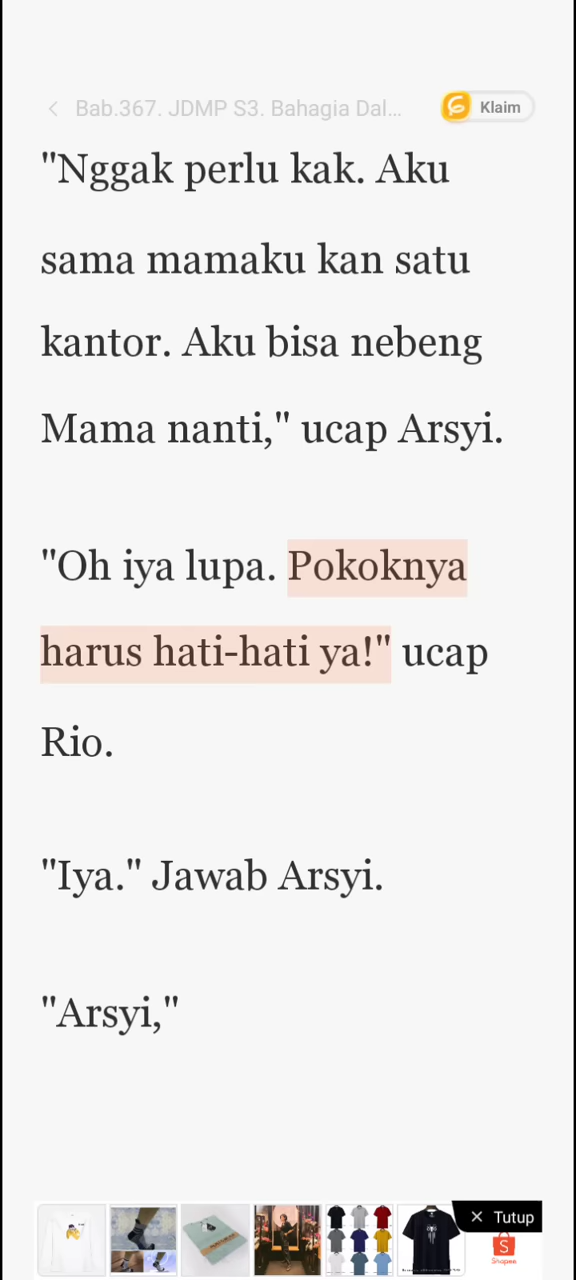 Bab.367. JDMP S3. Bahagia Dal...
Klaim
"Nggak perlu kak. Aku
sama mamaku kan satu
kantor. Aku bisa nebeng
Mama nanti," ucap Arsyi.
"Oh iya lupa. Pokoknya
harus hati-hati ya!" ucap
Rio.
"Iya." Jawab Arsyi.
"Arsyi,"
Tutup
Shopee